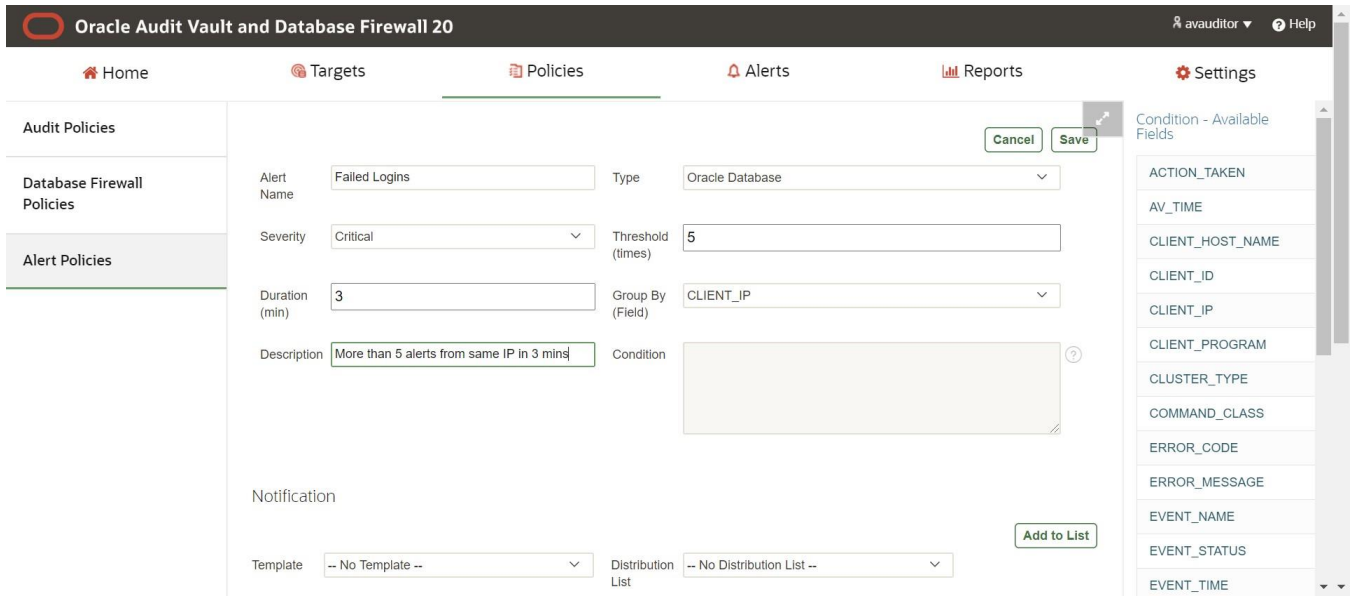 Oracle Audit Vault and Database Firewall 20
avauditor
Help
Home
Targets
Policies
Alerts
Reports
Settings
Audit Policies
Database Firewall
Policies
Alert Policies
Cancel
Save
Alert
Name
Failed Logins
Type
Oracle Database
Severity
Critical
Threshold
(times)
5
Duration
(min)
3
Group By
(Field)
CLIENT_IP
Description
More than 5 alerts from same IP in 3 mins
Condition
?
Notification
Add to List
Template
-- No Template --
Distribution
List
-- No Distribution List --
Condition - Available
Fields
ACTION_TAKEN
AV_TIME
CLIENT_HOST_NAME
CLIENT_ID
CLIENT_IP
CLIENT_PROGRAM
CLUSTER_TYPE
COMMAND_CLASS
ERROR_CODE
ERROR_MESSAGE
EVENT_NAME
EVENT_STATUS
EVENT_TIME